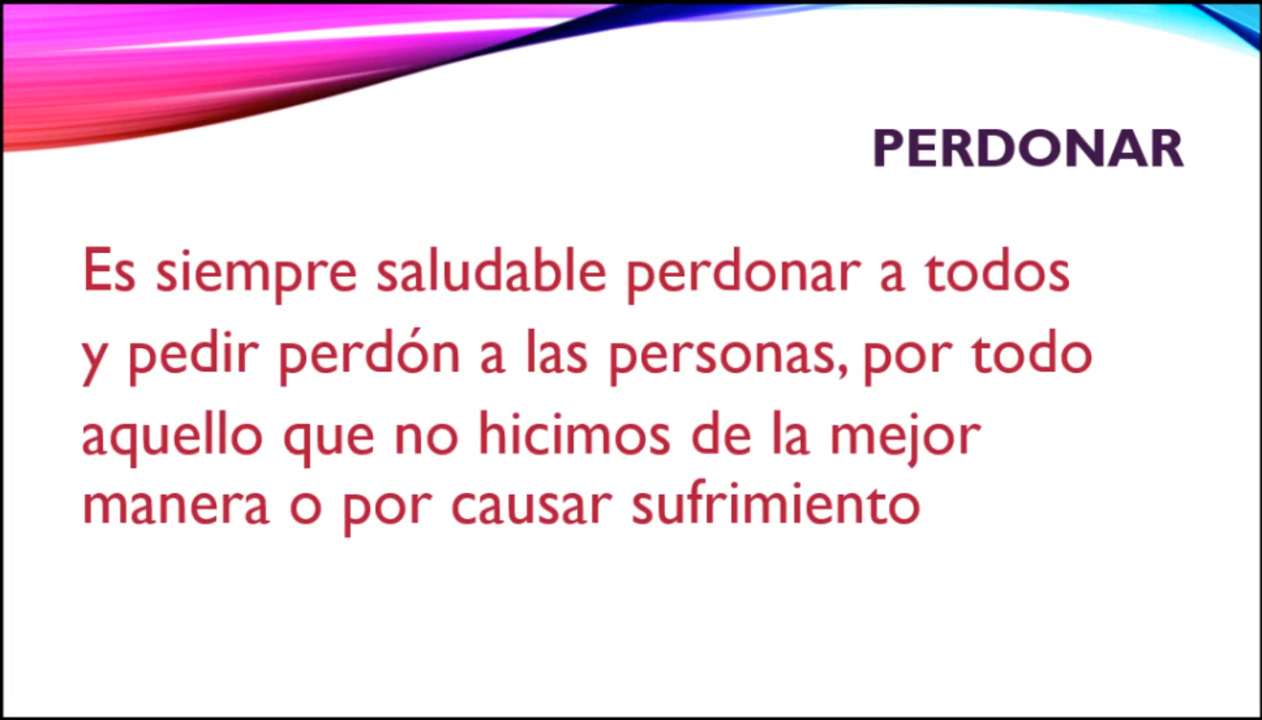 PERDONAR
Es siempre saludable perdonar a todos
y pedir perdón a las personas, por todo
aquello que no hicimos de la mejor
manera o por causar sufrimiento